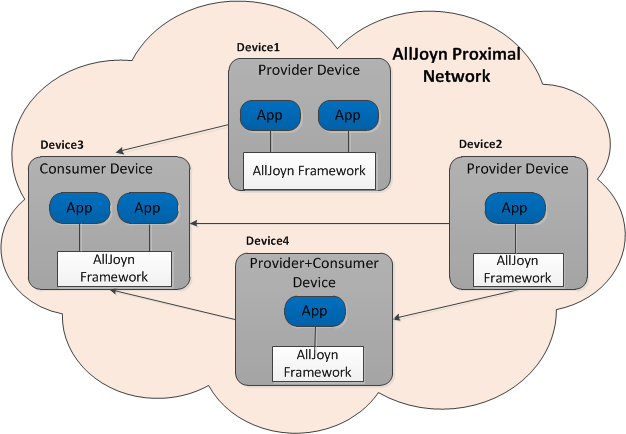 AllJoyn Proximal
Network
Device1
Provider Device
App
App
AllJoyn Framework
Device3
Consumer Device
App
App
AllJoyn
Framework
Device2
Provider Device
App
AllJoyn
Framework
Device4
Provider+Consumer
Device
App
AllJoyn
Framework